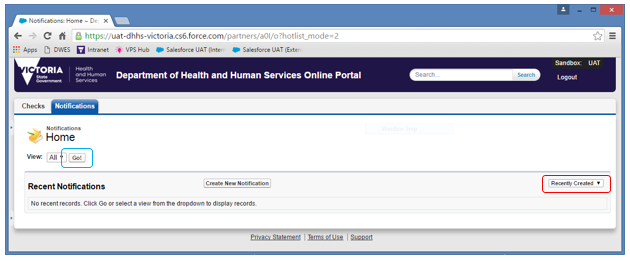 Notifications: Home ~ De
https://uat-dhhs-victoria.cs6.force.com/partners/a0I/o?hotlist_mode=2
Apps DWES Intranet VPS Hub Salesforce UAT (Intern Salesforce UAT (Exter
Sandbox: UAT
VICTORIA State Government
Health and Human Services
Department of Health and Human Services Online Portal
Search... Search
Logout
Checks Notifications
Notifications
Home
View: All Go!
Recent Notifications Create New Notification Recently Created
No recent records. Click Go or select a view from the dropdown to display records.
Privacy Statement | Terms of Use | Support